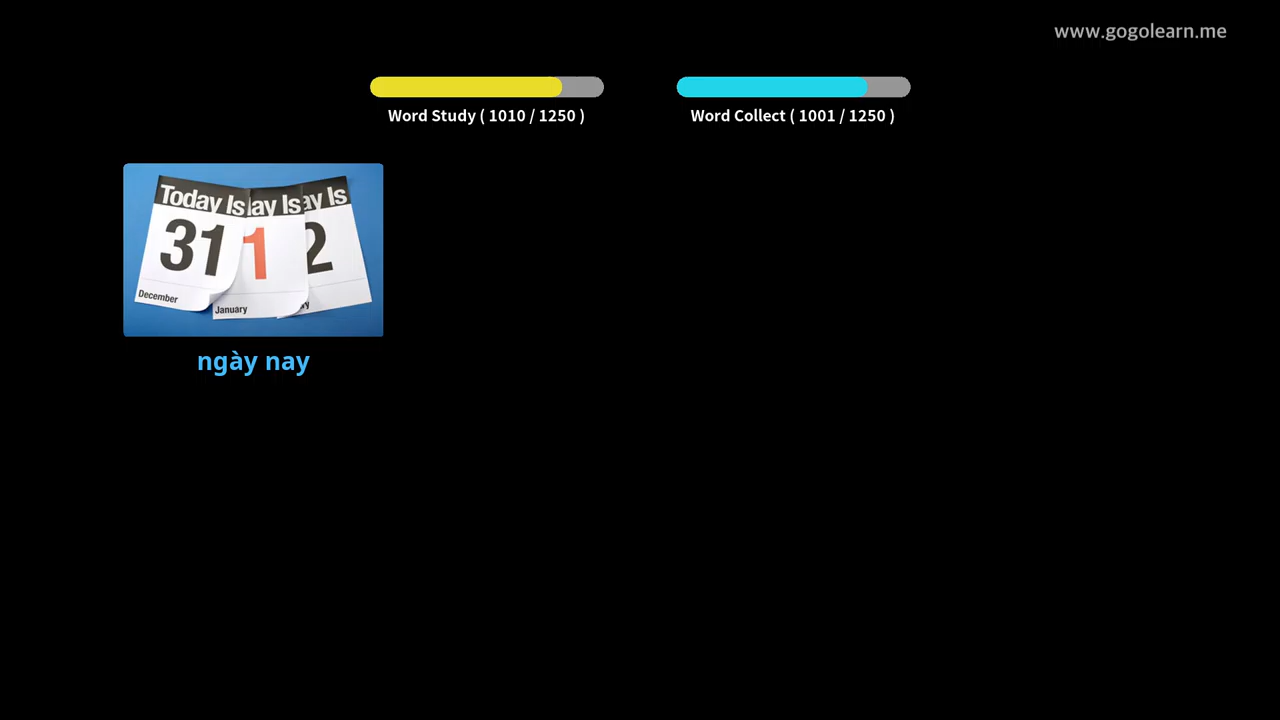 www.gogolearn.me
Word Study ( 1010 / 1250 )
Word Collect ( 1001 / 1250 )
Today Is
ay Is
ay Is
31
1
2
December
January
ngày nay